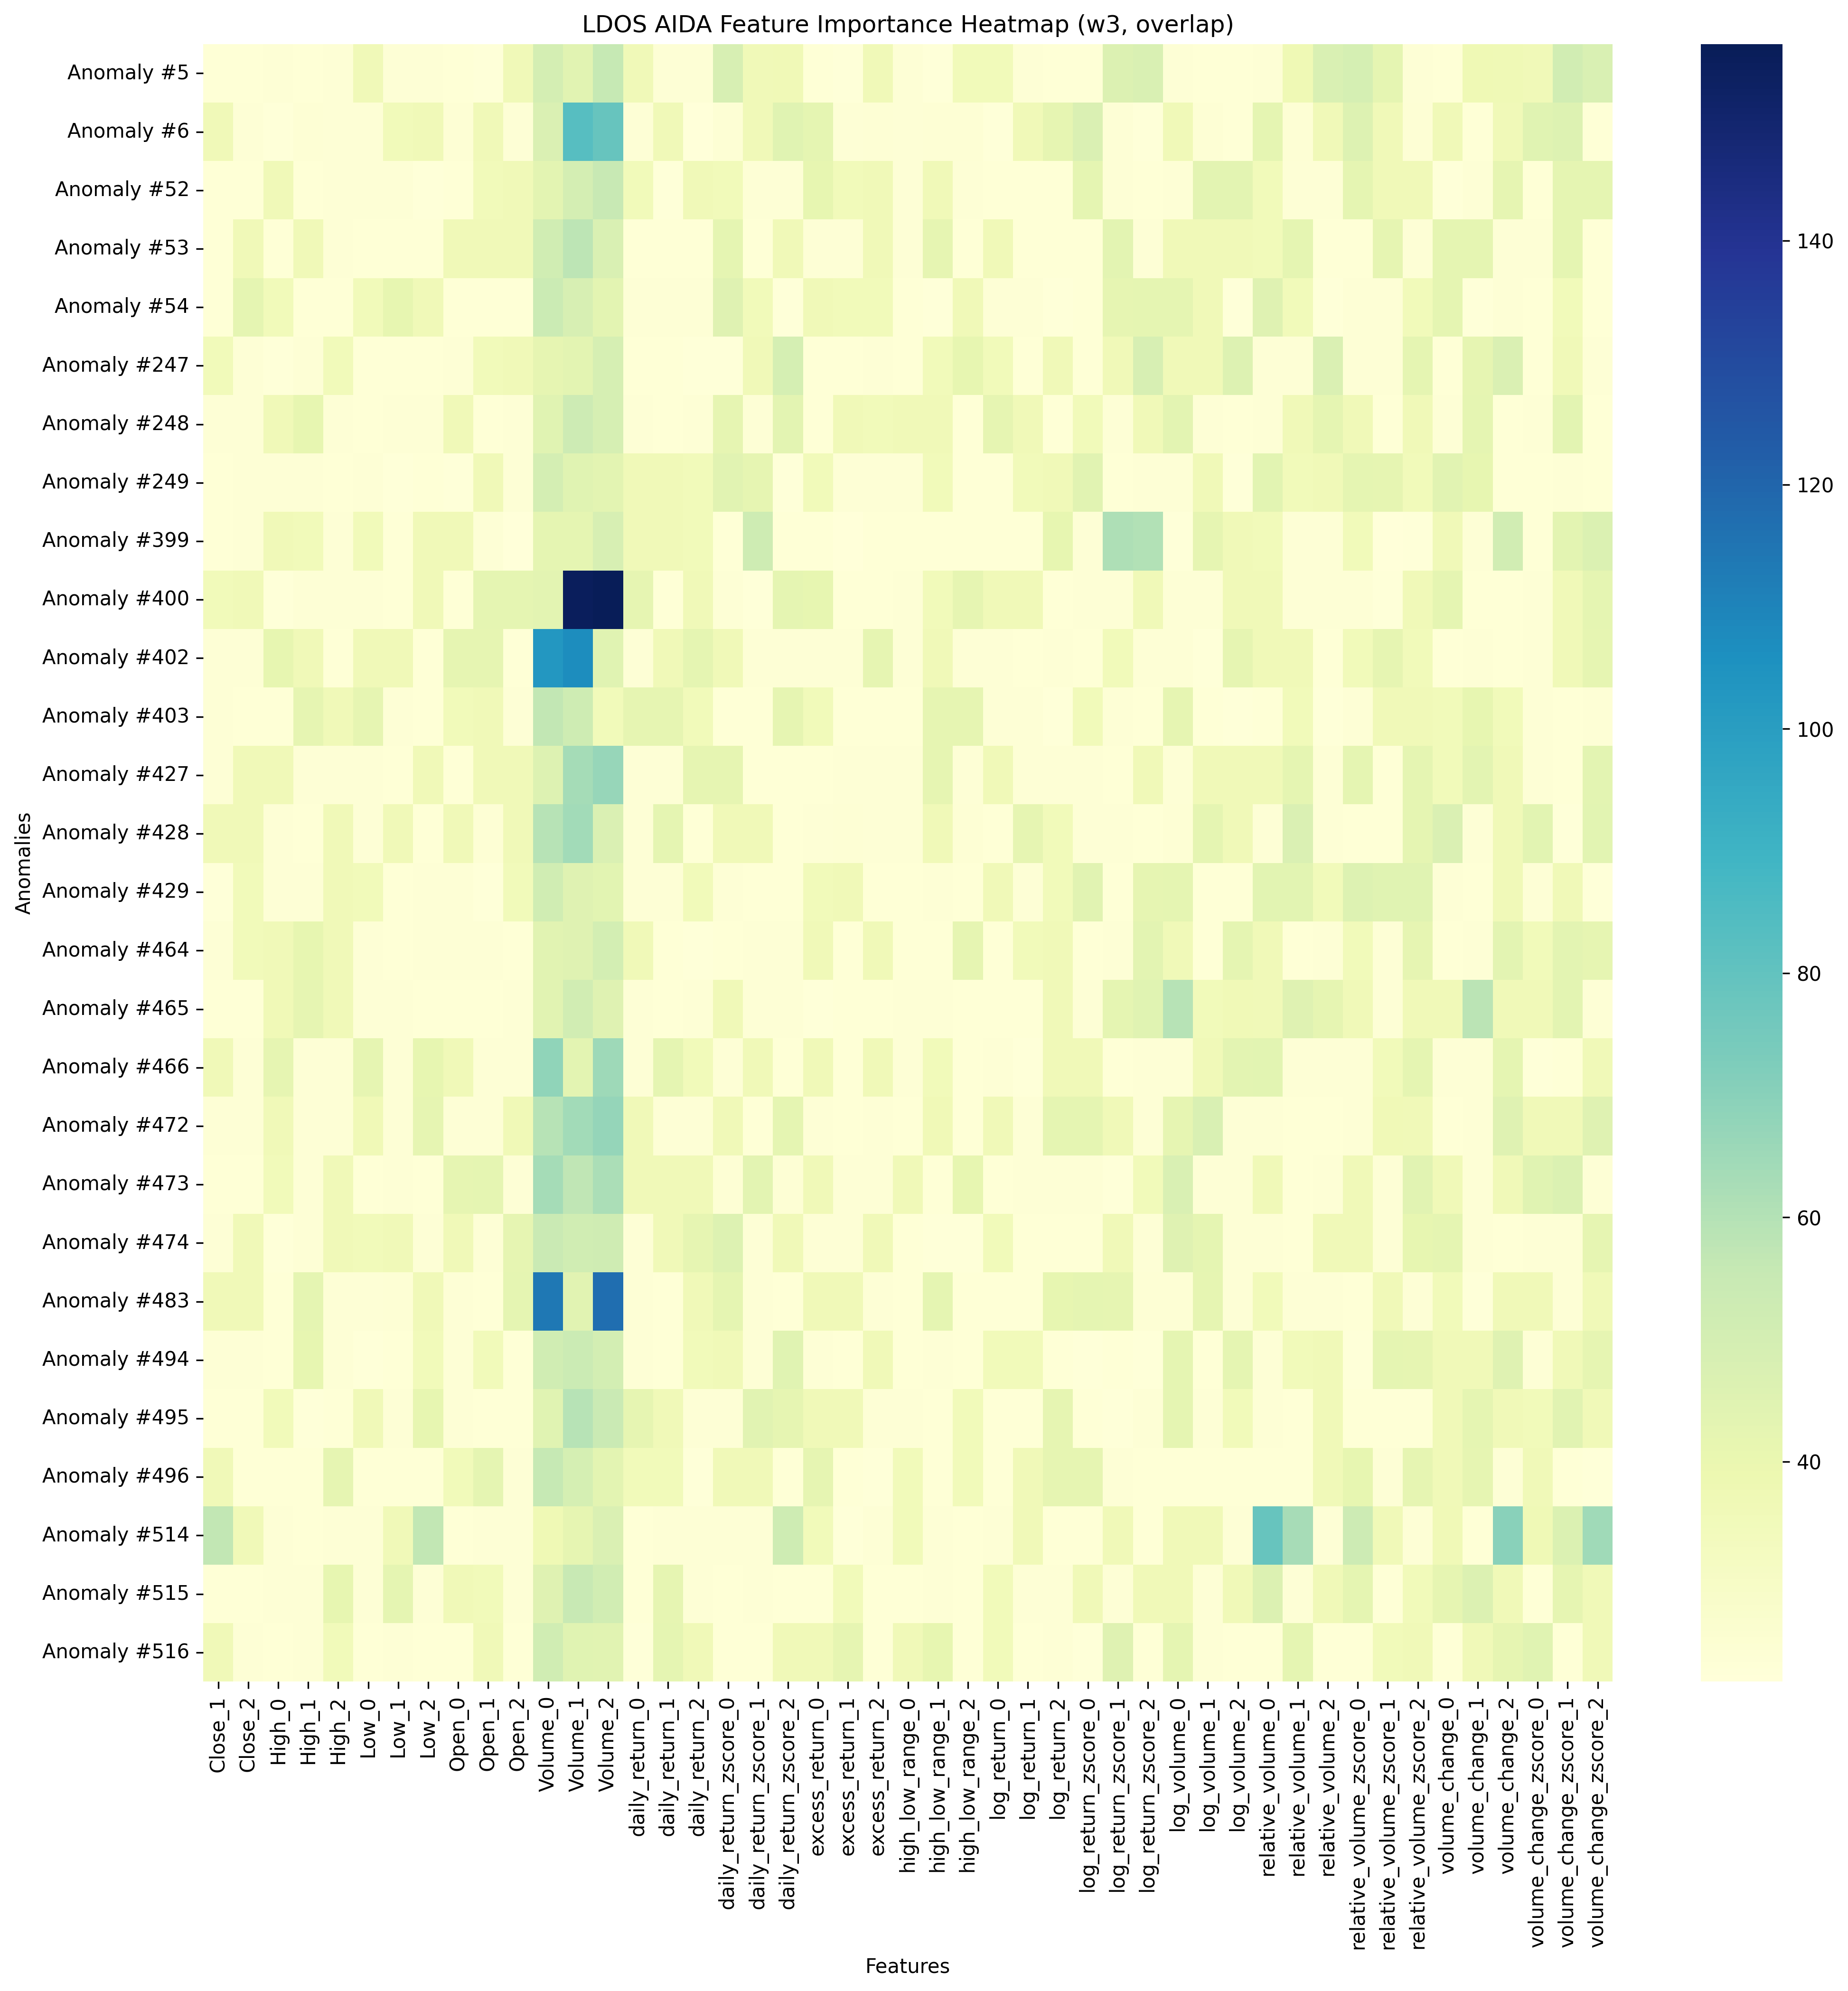 LDOS AIDA Feature Importance Heatmap (w3, overlap)
Anomalies
Anomaly #5
Anomaly #6
Anomaly #52
Anomaly #53
Anomaly #54
Anomaly #247
Anomaly #248
Anomaly #249
Anomaly #399
Anomaly #400
Anomaly #402
Anomaly #403
Anomaly #427
Anomaly #428
Anomaly #429
Anomaly #464
Anomaly #465
Anomaly #466
Anomaly #472
Anomaly #473
Anomaly #474
Anomaly #483
Anomaly #494
Anomaly #495
Anomaly #496
Anomaly #514
Anomaly #515
Anomaly #516
Close_1
Close_2
High_0
High_1
High_2
Low_0
Low_1
Low_2
Open_0
Open_1
Open_2
Volume_0
Volume_1
Volume_2
daily_return_0
daily_return_1
daily_return_2
daily_return_zscore_0
daily_return_zscore_1
daily_return_zscore_2
excess_return_0
excess_return_1
excess_return_2
high_low_range_0
high_low_range_1
high_low_range_2
log_return_0
log_return_1
log_return_2
log_return_zscore_0
log_return_zscore_1
log_return_zscore_2
log_volume_0
log_volume_1
log_volume_2
relative_volume_0
relative_volume_1
relative_volume_2
relative_volume_zscore_0
relative_volume_zscore_1
relative_volume_zscore_2
volume_change_0
volume_change_1
volume_change_2
volume_change_zscore_0
volume_change_zscore_1
volume_change_zscore_2
Features
140
120
100
80
60
40